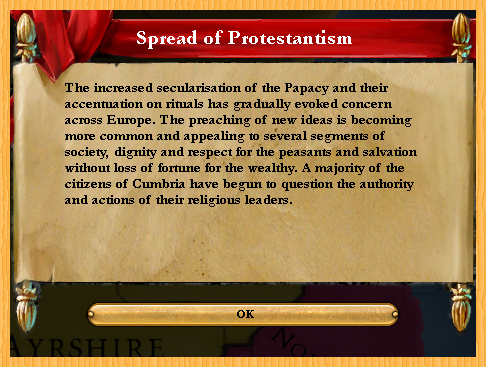 Spread of Protestantism
The increased secularisation of the Papacy and their
accentuation on rituals has gradually evoked concern
across Europe. The preaching of new ideas is becoming
more common and appealing to several segments of
society, dignity and respect for the peasants and salvation
without loss of fortune for the wealthy. A majority of the
citizens of Cumbria have begun to question the authority
and actions of their religious leaders.
OK
AYRSHIRE